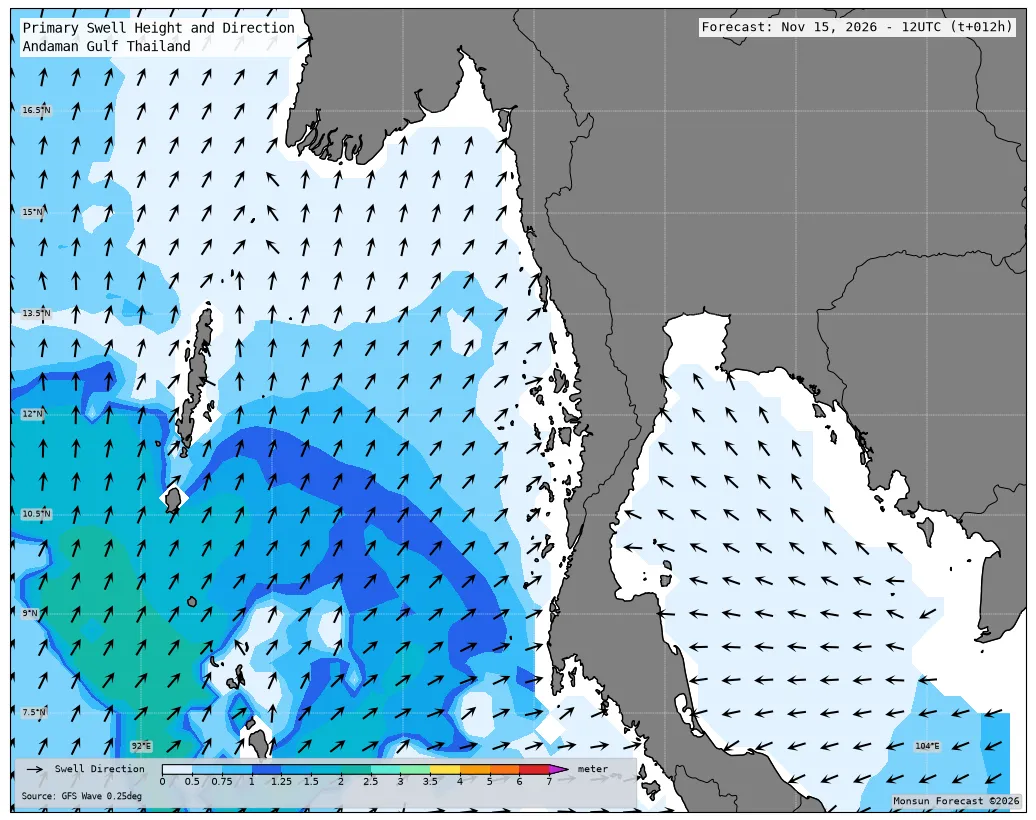 Primary Swell Height and Direction
Andaman Gulf Thailand
Forecast: Nov 15, 2026 - 12UTC (t+012h)
16.5°N
15°N
13.5°N
12°N
10.5°N
9°N
7.5°N
92°E
104°E
Swell Direction
meter
0 0.5 0.75 1 1.25 1.5 2 2.5 3 3.5 4 5 6 7
Source: GFS Wave 0.25deg
Monsun Forecast ©2026